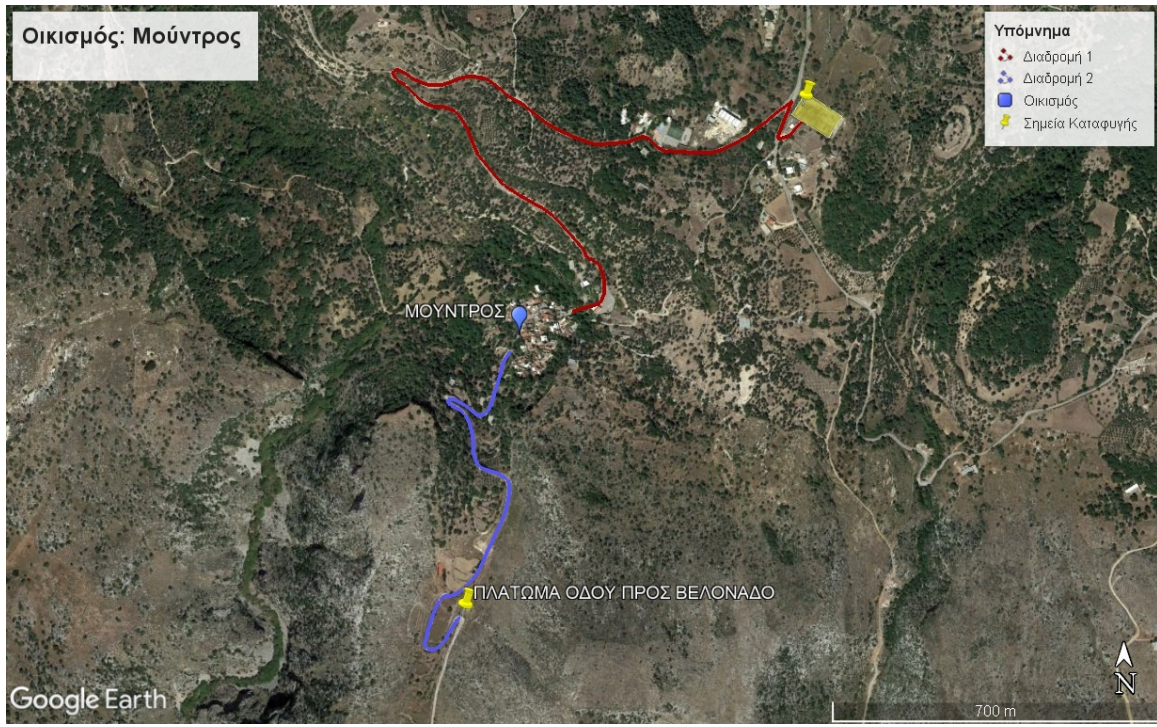 Οικισμός: Μούντρος
Υπόμνημα
Διαδρομή 1
Διαδρομή 2
Οικισμός
Σημεία Καταφυγής
ΜΟΥΝΤΡΟΣ
ΠΛΑΤΩΜΑ ΟΔΟΥ ΠΡΟΣ ΒΕΛΟΝΑΔΟ
Google Earth
N
700 m